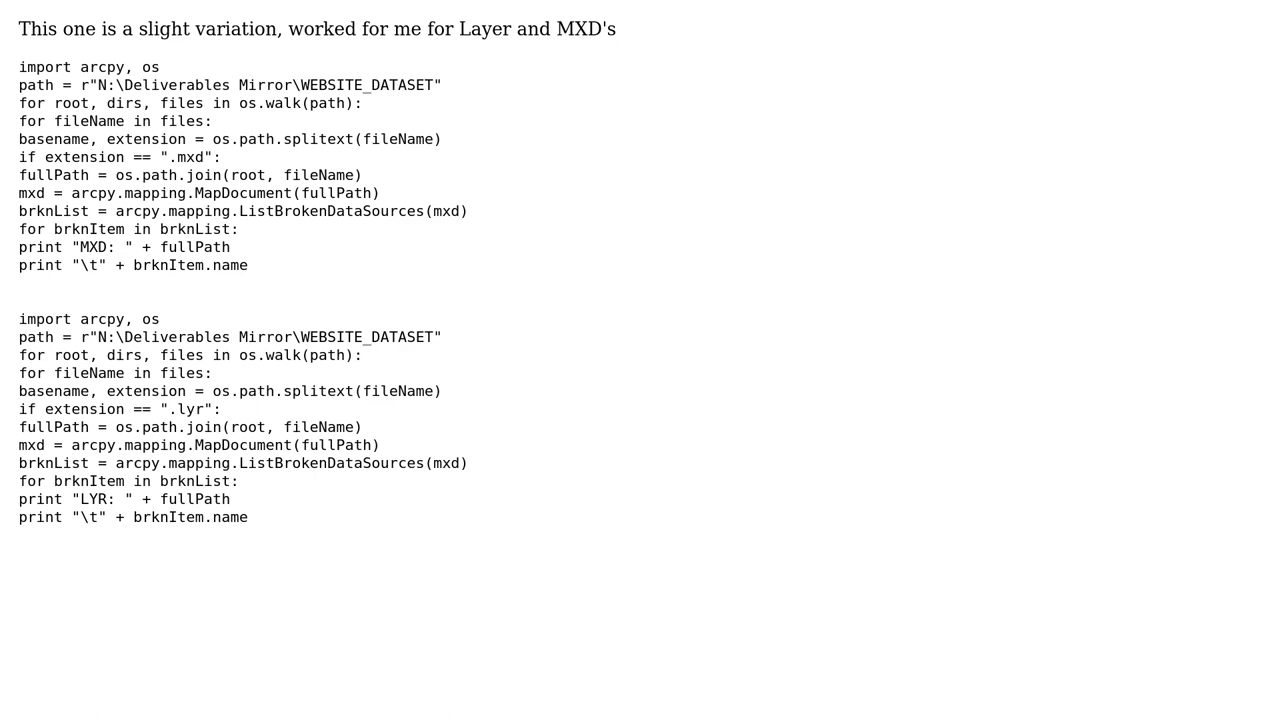 This one is a slight variation, worked for me for Layer and MXD's
import arcpy, os
path = r"N:\Deliverables Mirror\WEBSITE_DATASET"
for root, dirs, files in os.walk(path):
for fileName in files:
basename, extension = os.path.splitext(fileName)
if extension == ".mxd":
fullPath = os.path.join(root, fileName)
mxd = arcpy.mapping.MapDocument(fullPath)
brknList = arcpy.mapping.ListBrokenDataSources(mxd)
for brknItem in brknList:
print "MXD: " + fullPath
print "\t" + brknItem.name
import arcpy, os
path = r"N:\Deliverables Mirror\WEBSITE_DATASET"
for root, dirs, files in os.walk(path):
for fileName in files:
basename, extension = os.path.splitext(fileName)
if extension == ".lyr":
fullPath = os.path.join(root, fileName)
mxd = arcpy.mapping.MapDocument(fullPath)
brknList = arcpy.mapping.ListBrokenDataSources(mxd)
for brknItem in brknList:
print "LYR: " + fullPath
print "\t" + brknItem.name